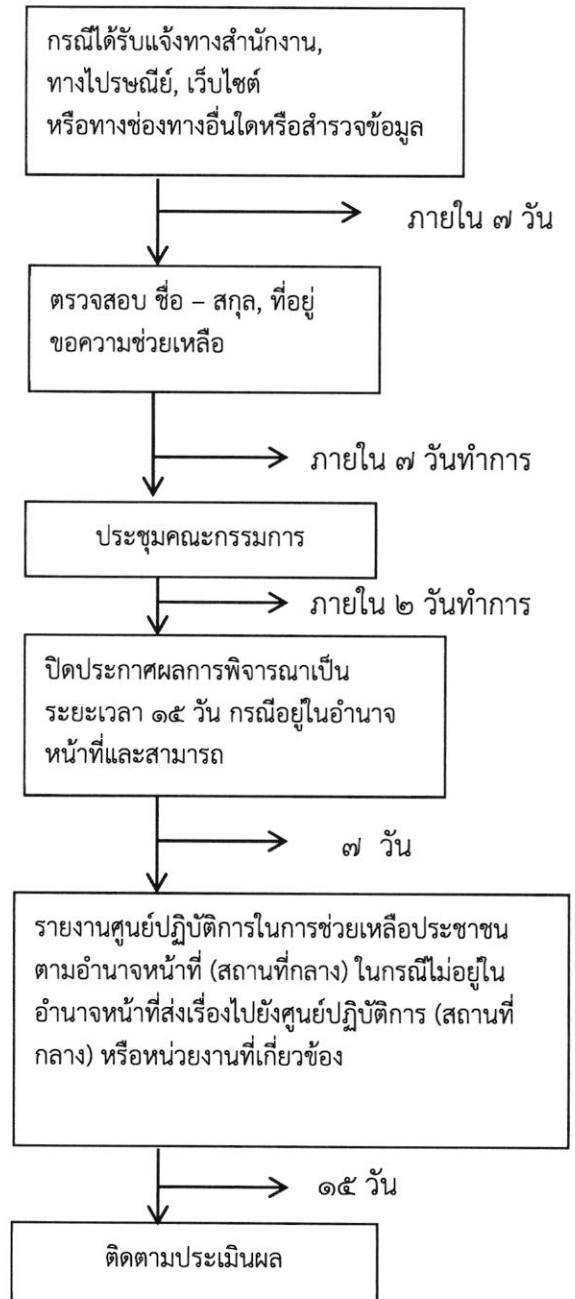 กรณีได้รับแจ้งทางสำนักงาน,
ทางไปรษณีย์, เว็บไซต์
หรือทางช่องทางอื่นใดหรือสำรวจข้อมูล
ภายใน ๗ วัน
ตรวจสอบ ชื่อ – สกุล, ที่อยู่
ขอความช่วยเหลือ
ภายใน ๗ วันทำการ
ประชุมคณะกรรมการ
ภายใน ๒ วันทำการ
ปิดประกาศผลการพิจารณาเป็น
ระยะเวลา ๑๕ วัน กรณีอยู่ในอำนาจ
หน้าที่และสามารถ
๗ วัน
รายงานศูนย์ปฏิบัติการในการช่วยเหลือประชาชน
ตามอำนาจหน้าที่ (สถานที่กลาง) ในกรณีไม่อยู่ใน
อำนาจหน้าที่ส่งเรื่องไปยังศูนย์ปฏิบัติการ (สถานที่
กลาง) หรือหน่วยงานที่เกี่ยวข้อง
๑๕ วัน
ติดตามประเมินผล